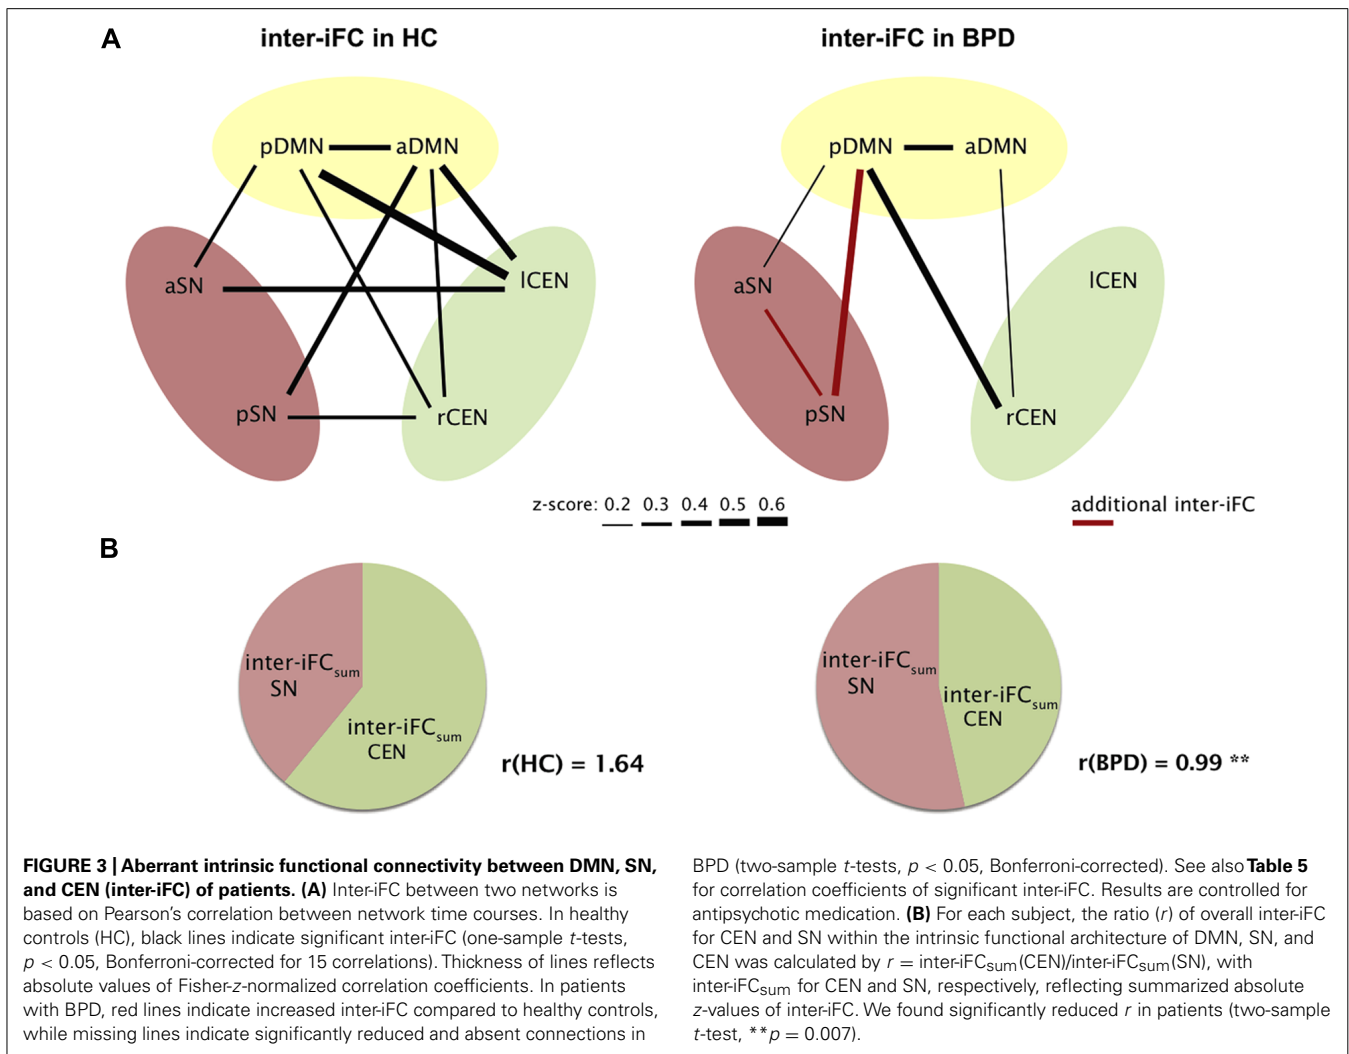 A
inter-iFC in HC
inter-iFC in BPD
pDMN
aDMN
aSN
lCEN
pSN
rCEN
pDMN
aDMN
aSN
lCEN
pSN
rCEN
z-score: 0.2 0.3 0.4 0.5 0.6
additional inter-iFC
B
inter-iFCsum
SN
inter-iFCsum
CEN
r(HC) = 1.64
inter-iFCsum
SN
inter-iFCsum
CEN
r(BPD) = 0.99 **
FIGURE 3 | Aberrant intrinsic functional connectivity between DMN, SN,
and CEN (inter-iFC) of patients. (A) Inter-iFC between two networks is
based on Pearson's correlation between network time courses. In healthy
controls (HC), black lines indicate significant inter-iFC (one-sample t-tests,
p < 0.05, Bonferroni-corrected for 15 correlations). Thickness of lines reflects
absolute values of Fisher-z-normalized correlation coefficients. In patients
with BPD, red lines indicate increased inter-iFC compared to healthy controls,
while missing lines indicate significantly reduced and absent connections in
BPD (two-sample t-tests, p < 0.05, Bonferroni-corrected). See also Table 5
for correlation coefficients of significant inter-iFC. Results are controlled for
antipsychotic medication. (B) For each subject, the ratio (r) of overall inter-iFC
for CEN and SN within the intrinsic functional architecture of DMN, SN, and
CEN was calculated by r = inter-iFCsum(CEN)/inter-iFCsum(SN), with
inter-iFCsum for CEN and SN, respectively, reflecting summarized absolute
z-values of inter-iFC. We found significantly reduced r in patients (two-sample
t-test, **p = 0.007).